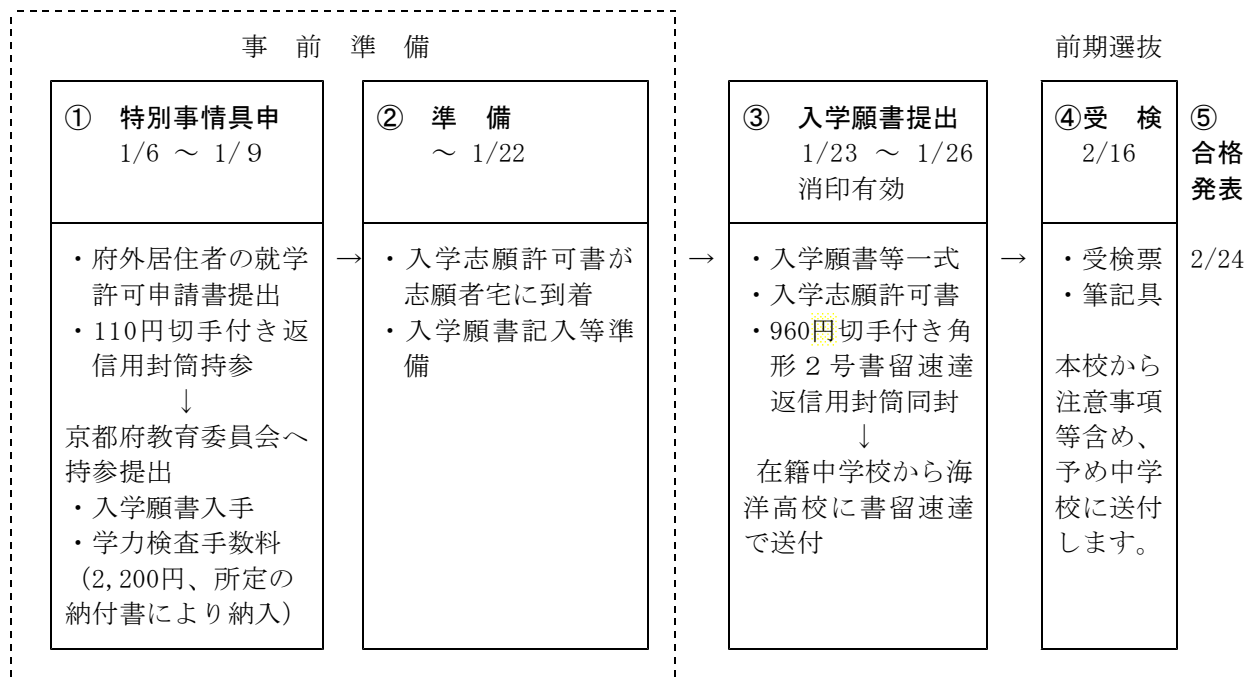 事　前　準　備
前期選抜
①　特別事情具申
1/6 ～ 1/ 9
・府外居住者の就学
許可申請書提出
・110円切手付き返
信用封筒持参
↓
京都府教育委員会へ
持参提出
・入学願書入手
・学力検査手数料
（2,200円、所定の
納付書により納入）
→
②　準　備
～ 1/22
・入学志願許可書が
志願者宅に到着
・入学願書記入等準
備
→
③　入学願書提出
1/23 ～ 1/26
消印有効
・入学願書等一式
・入学志願許可書
・960円切手付き角
形２号書留速達
返信用封筒同封
↓
在籍中学校から海
洋高校に書留速達
で送付
→
④受　検
2/16
・受検票
・筆記具
本校から
注意事項
等含め、
予め中学
校に送付
します。
⑤
合格
発表
2/24